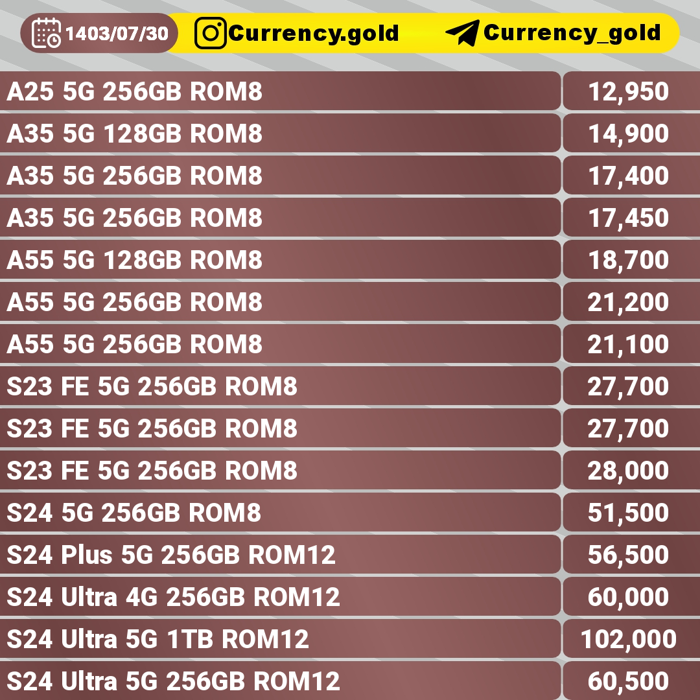 1403/07/30 Currency.gold Currency_gold
A25 5G 256GB ROM8 12,950
A35 5G 128GB ROM8 14,900
A35 5G 256GB ROM8 17,400
A35 5G 256GB ROM8 17,450
A55 5G 128GB ROM8 18,700
A55 5G 256GB ROM8 21,200
A55 5G 256GB ROM8 21,100
S23 FE 5G 256GB ROM8 27,700
S23 FE 5G 256GB ROM8 27,700
S23 FE 5G 256GB ROM8 28,000
S24 5G 256GB ROM8 51,500
S24 Plus 5G 256GB ROM12 56,500
S24 Ultra 4G 256GB ROM12 60,000
S24 Ultra 5G 1TB ROM12 102,000
S24 Ultra 5G 256GB ROM12 60,500